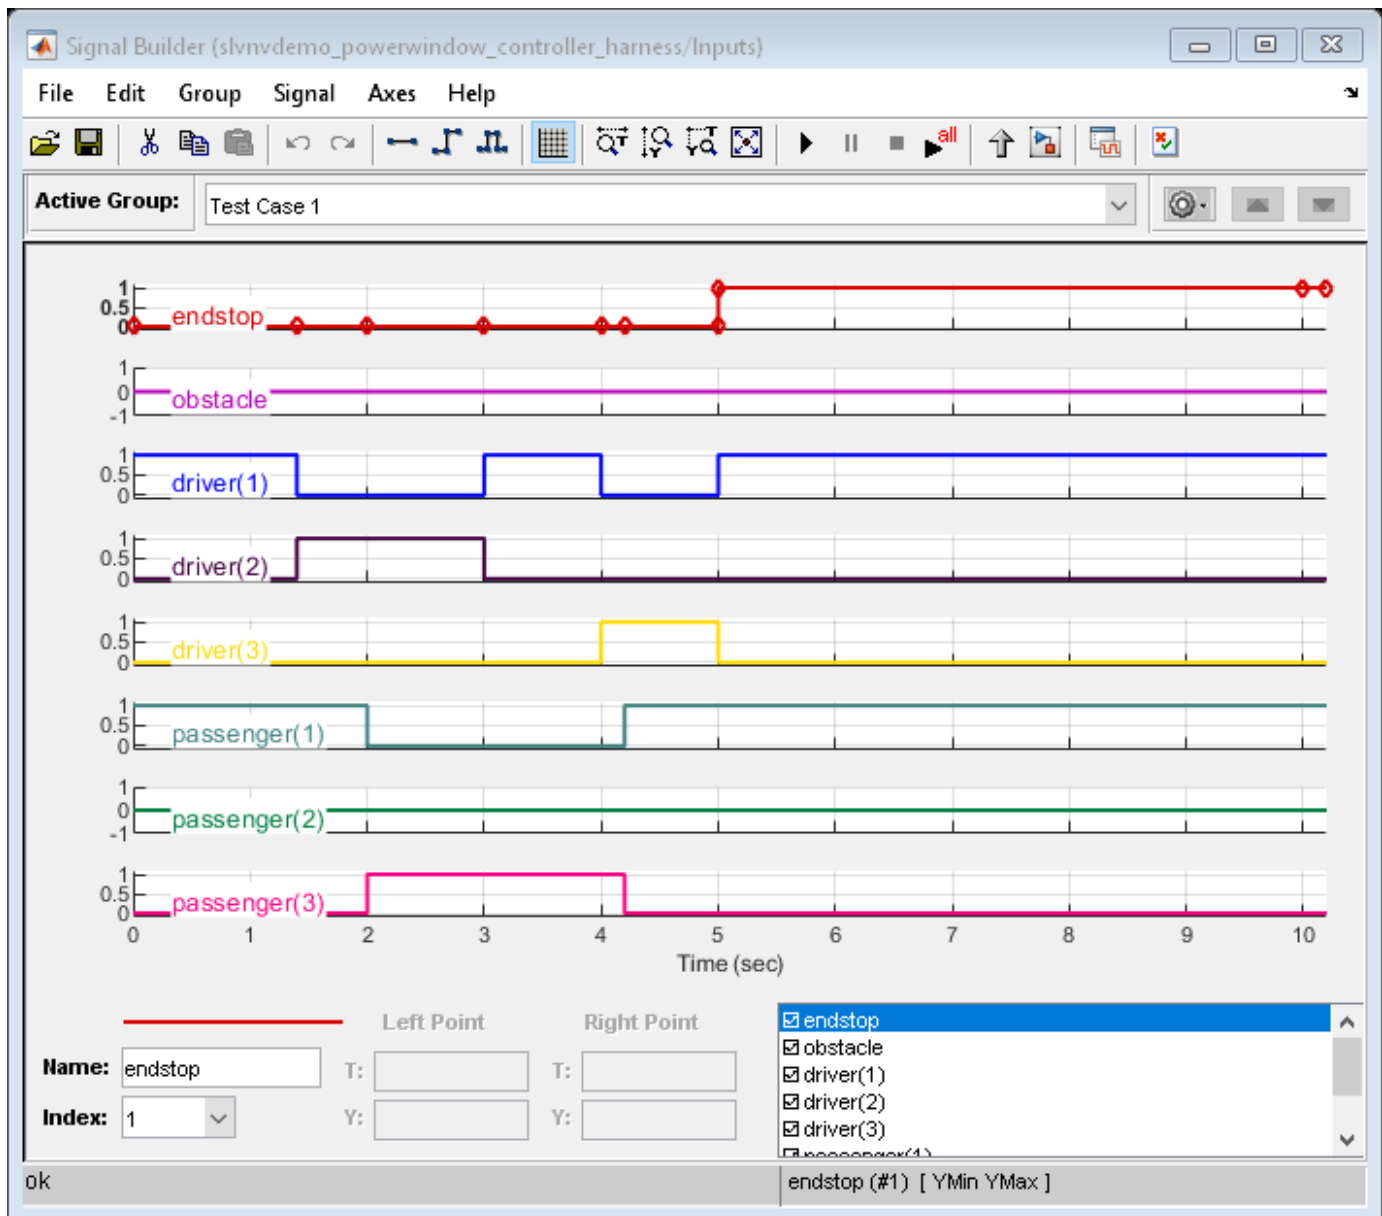 Signal Builder (slvnvdemo_powerwindow_controller_harness/Inputs)
File Edit Group Signal Axes Help
all
Active Group: Test Case 1
1
0.5
0
endstop
1
0
-1
obstacle
1
0.5
0
driver(1)
1
0.5
0
driver(2)
1
0.5
0
driver(3)
1
0.5
0
passenger(1)
1
0
-1
passenger(2)
1
0.5
0
passenger(3)
0 1 2 3 4 5 6 7 8 9 10
Time (sec)
Left Point Right Point
Name: endstop T: T:
Index: 1 Y: Y:
endstop
obstacle
driver(1)
driver(2)
driver(3)
passenger(1)
ok
endstop (#1) [ YMin YMax ]